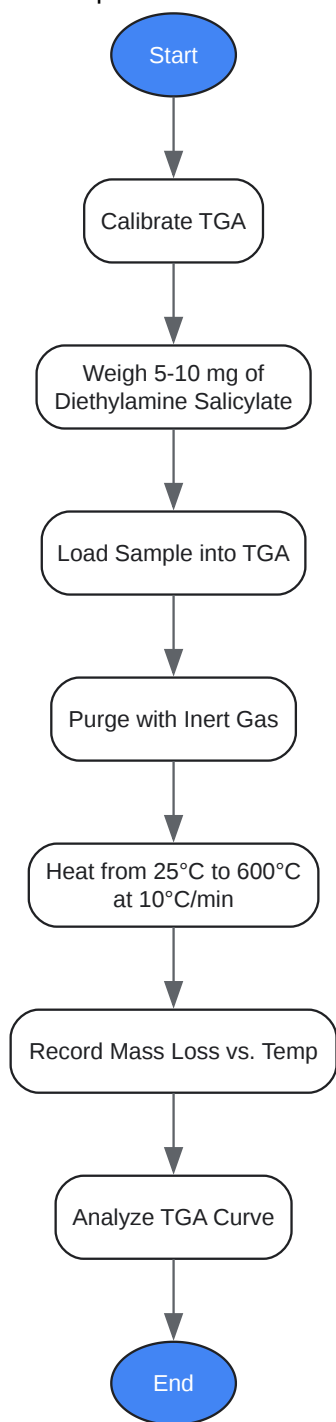 Start
Calibrate TGA
Weigh 5-10 mg of
Diethylamine Salicylate
Load Sample into TGA
Purge with Inert Gas
Heat from 25°C to 600°C
at 10°C/min
Record Mass Loss vs. Temp
Analyze TGA Curve
End